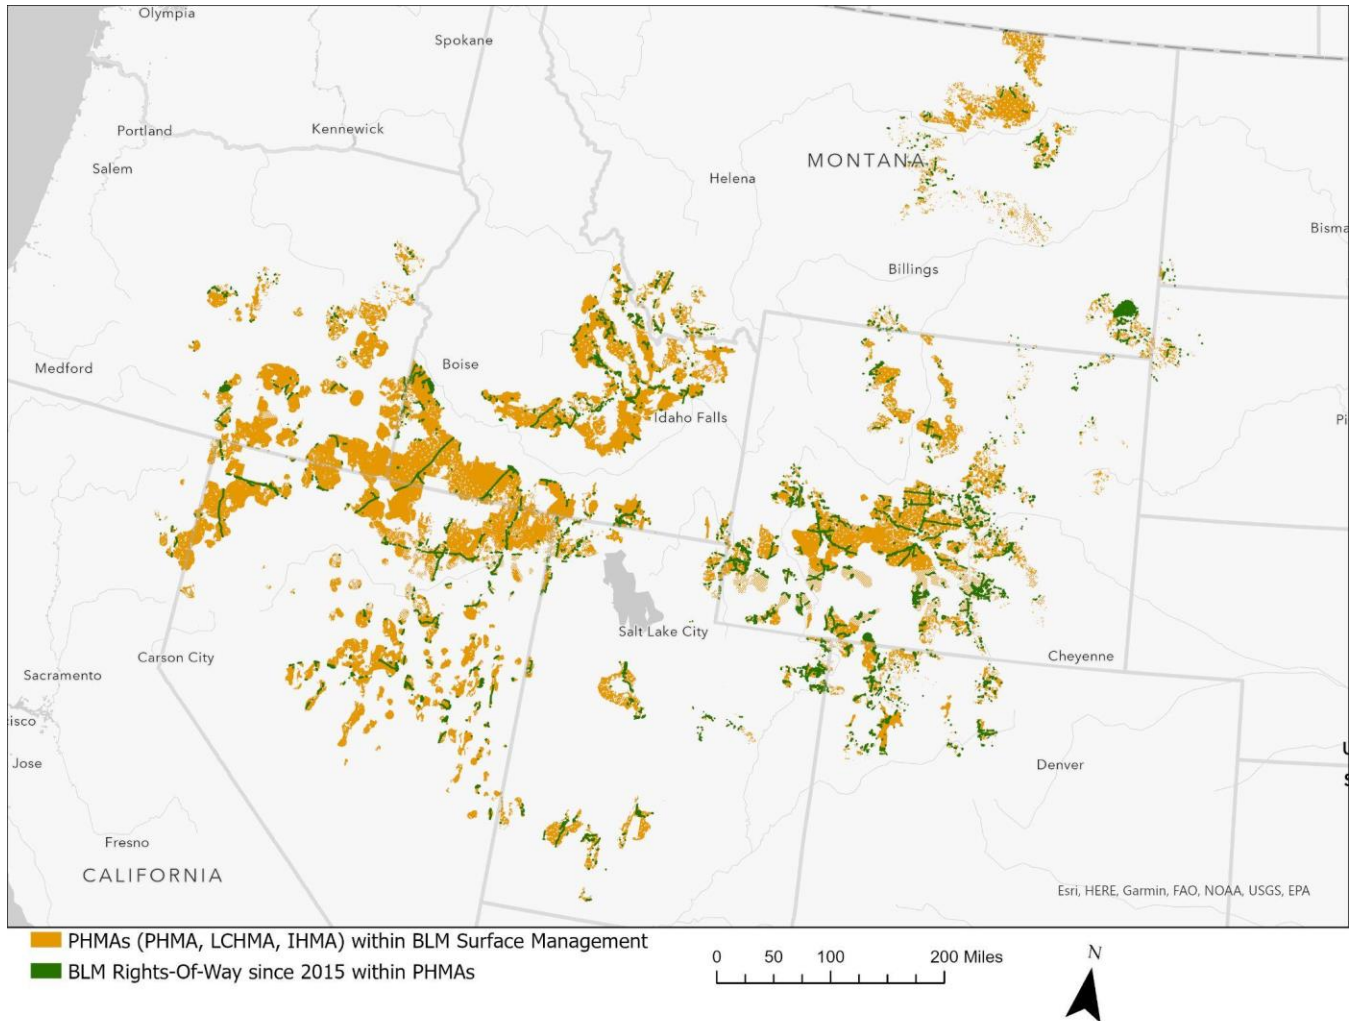 Olympia
Spokane
Portland
Kennewick
Salem
MONTANA
Helena
Bisma
Billings
Medford
Boise
Idaho Falls
Pi
Salt Lake City
Carson City
Cheyenne
Sacramento
cisco
Jose
Denver
U
S
Fresno
CALIFORNIA
Esri, HERE, Garmin, FAO, NOAA, USGS, EPA
PHMAs (PHMA, LCHMA, IHMA) within BLM Surface Management
BLM Rights-Of-Way since 2015 within PHMAs
0 50 100 200 Miles
N